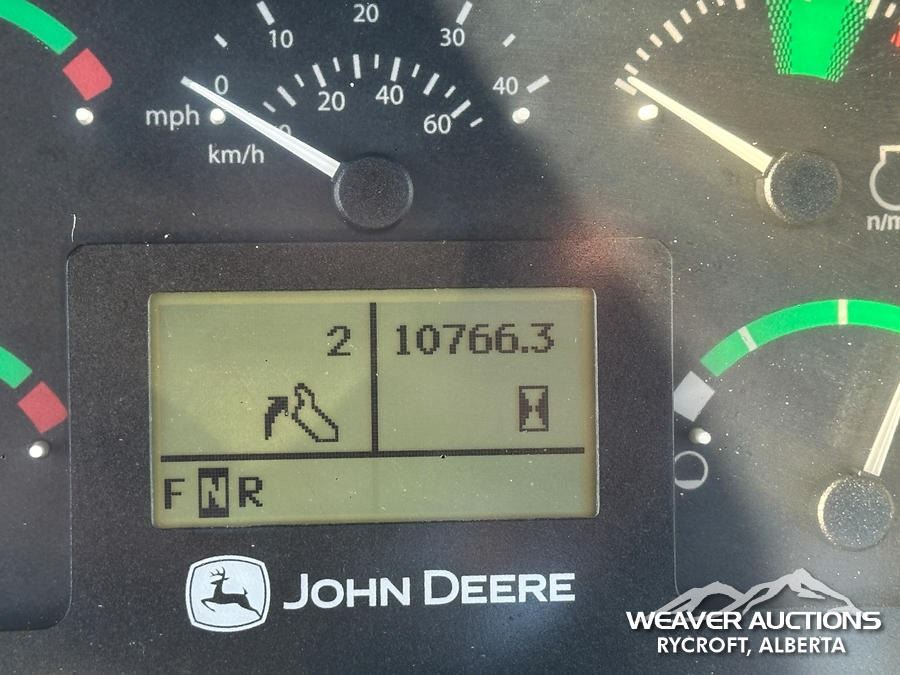 20
10 30
0 40
20 40 60
0
mph
km/h
n/m
2 10766.3
F N R
JOHN DEERE
WEAVER AUCTIONS
RYCROFT, ALBERTA